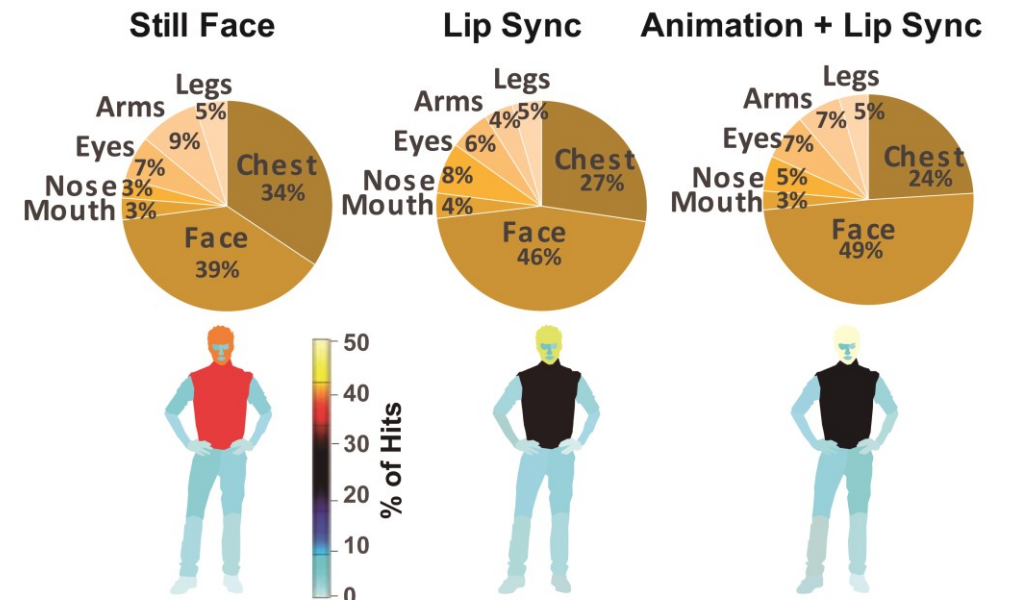 Still Face
Lip Sync
Animation + Lip Sync
Legs
5%
Arms
9%
Eyes
7%
Nose
3%
Mouth
3%
Chest
34%
Face
39%
Legs
5%
Arms
4%
Eyes
6%
Nose
8%
Mouth
4%
Chest
27%
Face
46%
Legs
5%
Arms
7%
Eyes
7%
Nose
5%
Mouth
3%
Chest
24%
Face
49%
50
40
30
20
10
0
% of Hits